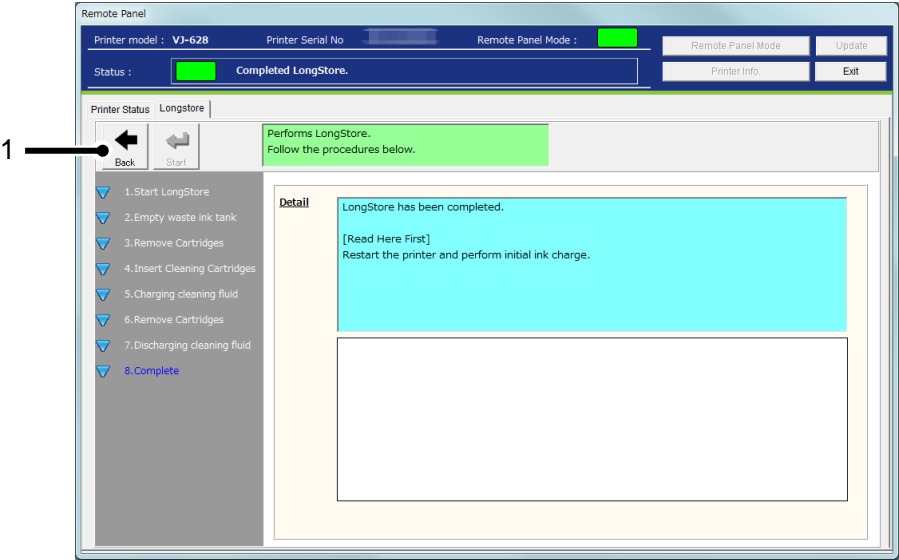 Remote Panel
Printer model : VJ-628 Printer Serial No Remote Panel Mode :
Remote Panel Mode Update
Status : Completed LongStore.
Printer Info. Exit
Printer Status Longstore
1
Back Start
Performs LongStore.
Follow the procedures below.
1.Start LongStore
2.Empty waste ink tank
3.Remove Cartridges
4.Insert Cleaning Cartridges
5.Charging cleaning fluid
6.Remove Cartridges
7.Discharging cleaning fluid
8.Complete
Detail
LongStore has been completed.
[Read Here First]
Restart the printer and perform initial ink charge.